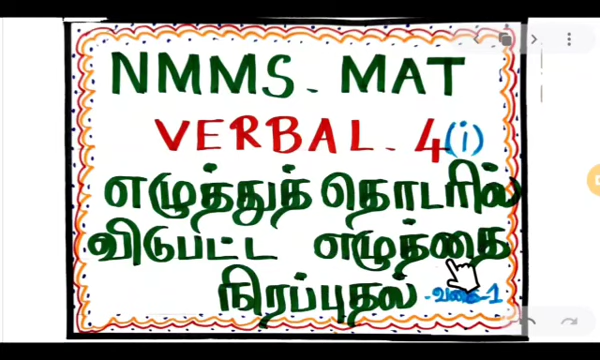 NMMS. MAT
VERBAL. 4(i)
எழுத்துத் தொடரில்
விடுபட்ட எழுத்தை
நிரப்புதல் - வகை-1